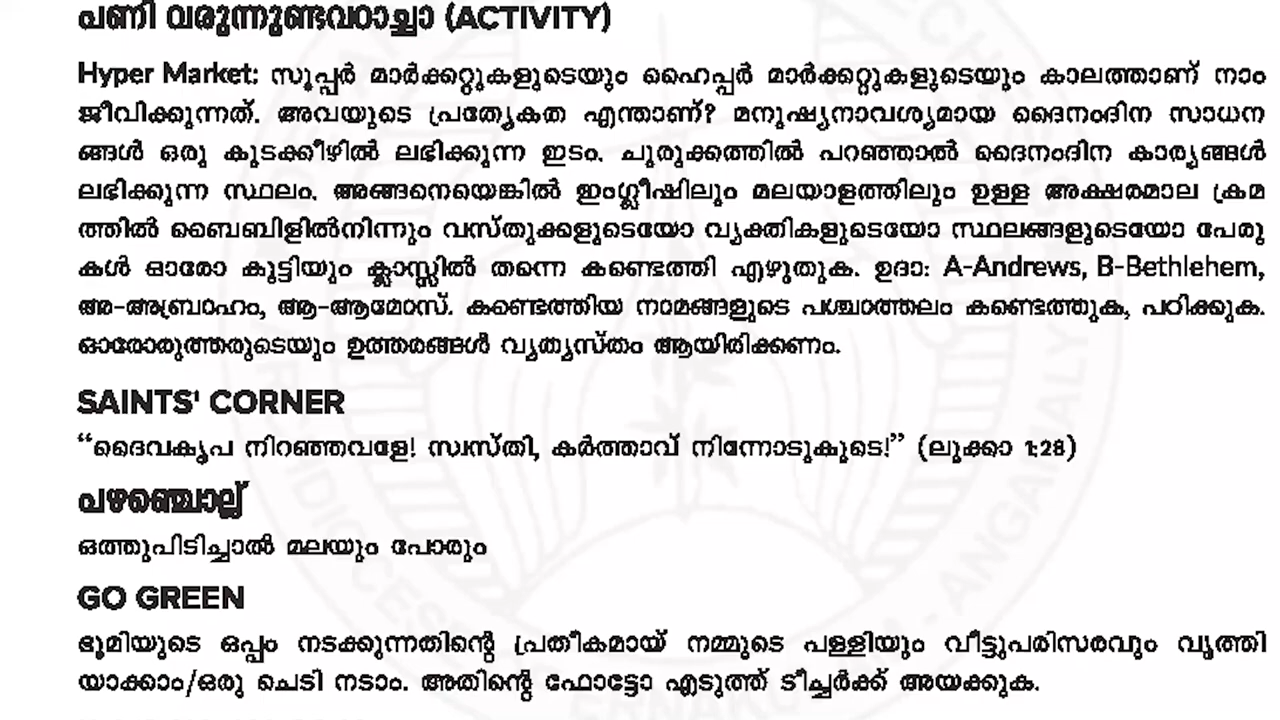 പണി വരുന്നുണ്ടവറാച്ചാ (ACTIVITY)
Hyper Market: സൂപ്പർ മാർക്കറ്റുകളുടെയും ഹൈപ്പർ മാർക്കറ്റുകളുടെയും കാലത്താണ് നാം
ജീവിക്കുന്നത്. അവയുടെ പ്രത്യേകത എന്താണ്? മനുഷ്യനാവശ്യമായ ദൈനംദിന സാധന
ങ്ങൾ ഒരു കുടക്കീഴിൽ ലഭിക്കുന്ന ഇടം. ചുരുക്കത്തിൽ പറഞ്ഞാൽ ദൈനംദിന കാര്യങ്ങൾ
ലഭിക്കുന്ന സ്ഥലം. അങ്ങനെയെങ്കിൽ ഇംഗ്ലീഷിലും മലയാളത്തിലും ഉള്ള അക്ഷരമാല ക്രമ
ത്തിൽ ബൈബിളിൽനിന്നും വസ്തുക്കളുടെയോ വ്യക്തികളുടെയോ സ്ഥലങ്ങളുടെയോ പേരു
കൾ ഓരോ കുട്ടിയും ക്ലാസ്സിൽ തന്നെ കണ്ടെത്തി എഴുതുക. ഉദാ: A-Andrews, B-Bethlehem,
അ-അബ്രാഹം, ആ-ആമോസ്. കണ്ടെത്തിയ നാമങ്ങളുടെ പശ്ചാത്തലം കണ്ടെത്തുക, പഠിക്കുക.
ഓരോരുത്തരുടെയും ഉത്തരങ്ങൾ വ്യത്യസ്തം ആയിരിക്കണം.
SAINTS' CORNER
“ദൈവകൃപ നിറഞ്ഞവളേ! സ്വസ്തി, കർത്താവ് നിന്നോടുകൂടെ!” (ലൂക്കാ 1:28)
പഴഞ്ചൊല്ല്
ഒത്തുപിടിച്ചാൽ മലയും പോരും
GO GREEN
ഭൂമിയുടെ ഒപ്പം നടക്കുന്നതിന്റെ പ്രതീകമായ് നമ്മുടെ പള്ളിയും വീട്ടുപരിസരവും വൃത്തി
യാക്കാം/ഒരു ചെടി നടാം. അതിന്റെ ഫോട്ടോ എടുത്ത് ടീച്ചർക്ക് അയക്കുക.